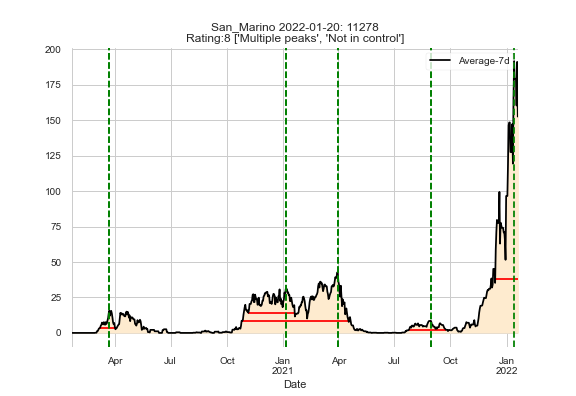 San_Marino 2022-01-20: 11278
Rating:8 ['Multiple peaks', 'Not in control']
Average-7d
200
175
150
125
100
75
50
25
0
Apr Jul Oct Jan Apr Jul Oct Jan
2021 2022
Date